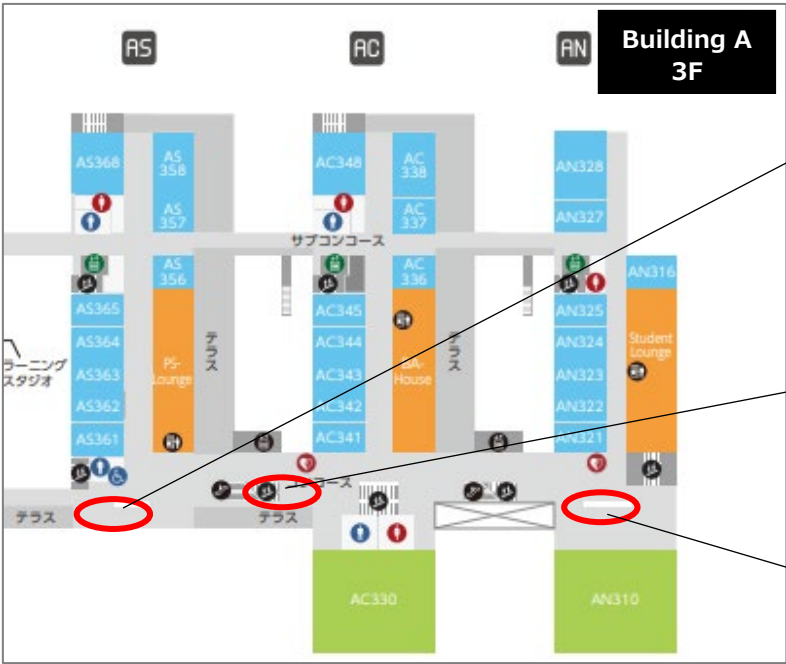 AS
AC
AN
Building A
3F
AS368
AS
358
AC348
AC
338
AN328
AS
357
AC
337
AN327
サブコンコース
AS
356
AC
336
AN316
AS365
AC345
AN325
AS364
AC344
AN324
テラス
テラス
Student
Lounge
ラーニング
スタジオ
AS363
PS-
Lounge
AC343
BA-
House
AN323
AS362
AC342
AN322
AS361
AC341
AN321
コース
テラス
テラス
AC330
AN310